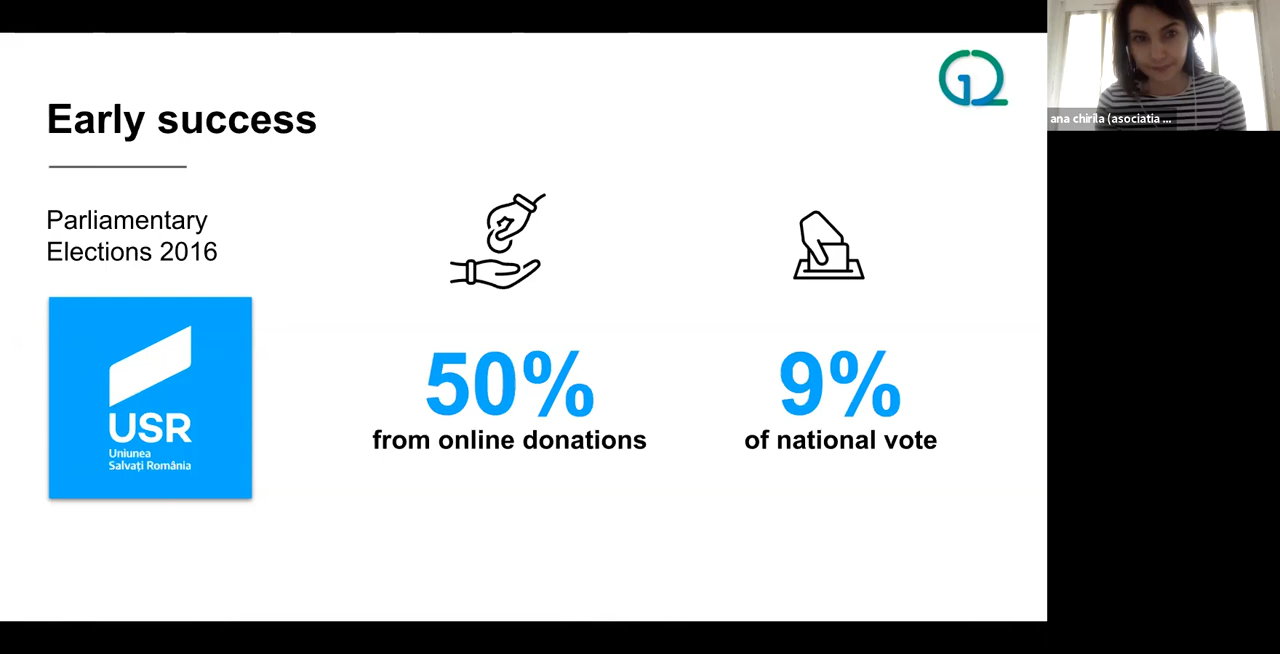 Early success
Parliamentary
Elections 2016
USR
Uniunea
Salvați România
50%
from online donations
9%
of national vote
ana chirila (asociatia ...